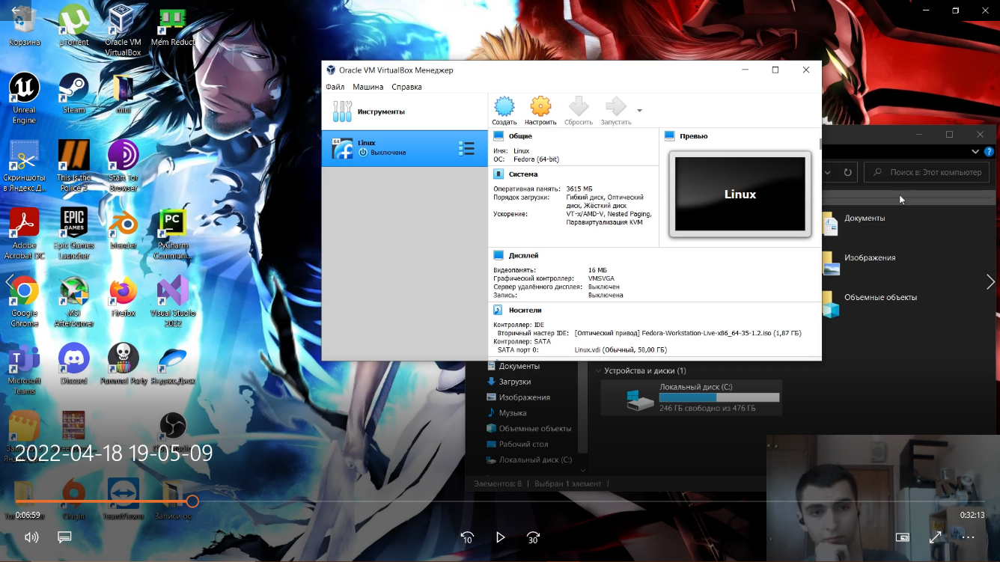 Корзина
µTorrent
Oracle VM
VirtualBox
Mem Reduct
Unreal
Engine
Steam
mini
Скриншоты
в Яндекс.Д...
This Is the
Police 2
Start Tor
Browser
Adobe
Acrobat DC
Epic Games
Launcher
blender
PyCharm
Communi...
Google
Chrome
MSI
Afterburner
Firefox
Visual Studio
2022
Microsoft
Teams
Discord
Pummel Party
Яндекс.Диск
Origin
TeamViewer
Записи ос
Oracle VM VirtualBox Менеджер
Файл Машина Справка
Инструменты
Linux
Выключена
64
Создать Настроить Сбросить Запустить
Общие
Имя: Linux
ОС: Fedora (64-bit)
Система
Оперативная память: 3615 МБ
Порядок загрузки: Гибкий диск, Оптический
диск, Жёсткий диск
Ускорение: VT-x/AMD-V, Nested Paging,
Паравиртуализация KVM
Превью
Linux
Дисплей
Видеопамять: 16 МБ
Графический контроллер: VMSVGA
Сервер удалённого дисплея: Выключен
Запись: Выключена
Носители
Контроллер: IDE
Вторичный мастер IDE: [Оптический привод] Fedora-Workstation-Live-x86_64-35-1.2.iso (1,87 ГБ)
Контроллер: SATA
SATA порт 0: Linux.vdi (Обычный, 50,00 ГБ)
Поиск в: Этот компьютер
Документы
Изображения
Объемные объекты
Документы
Загрузки
Изображения
Музыка
Объемные объекты
Рабочий стол
Локальный диск (C:)
Устройства и диски (1)
Локальный диск (C:)
246 ГБ свободно из 476 ГБ
Элементов: 8 | Выбран 1 элемент |
2022-04-18 19-05-09
0:06:59
0:32:13
10
30